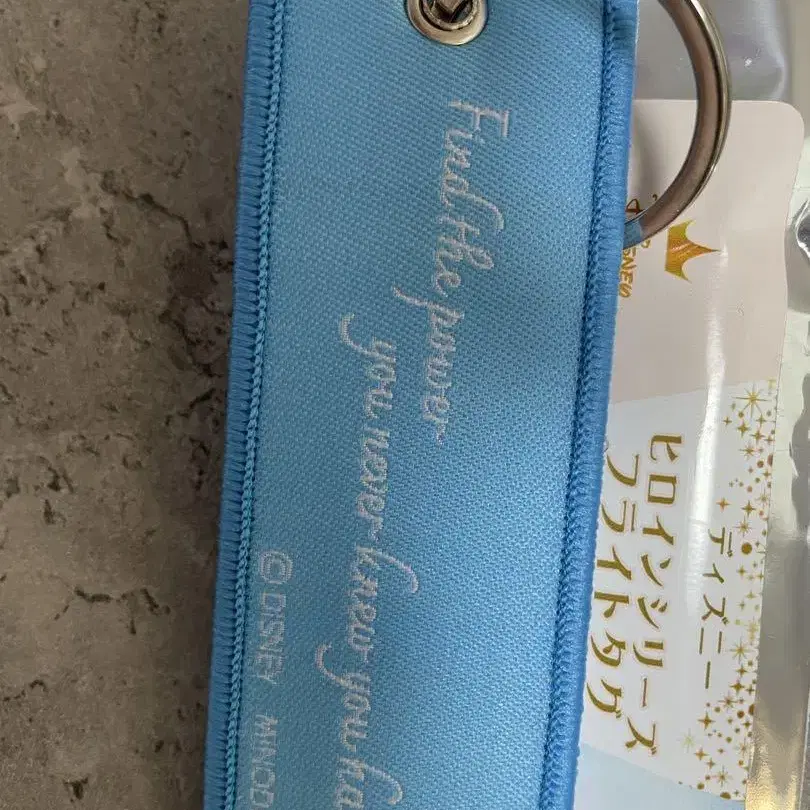 Find the power
you never knew you ha
© DISNEY MINOD
ディズニー
ヒロインシリーズ
フライトタグ